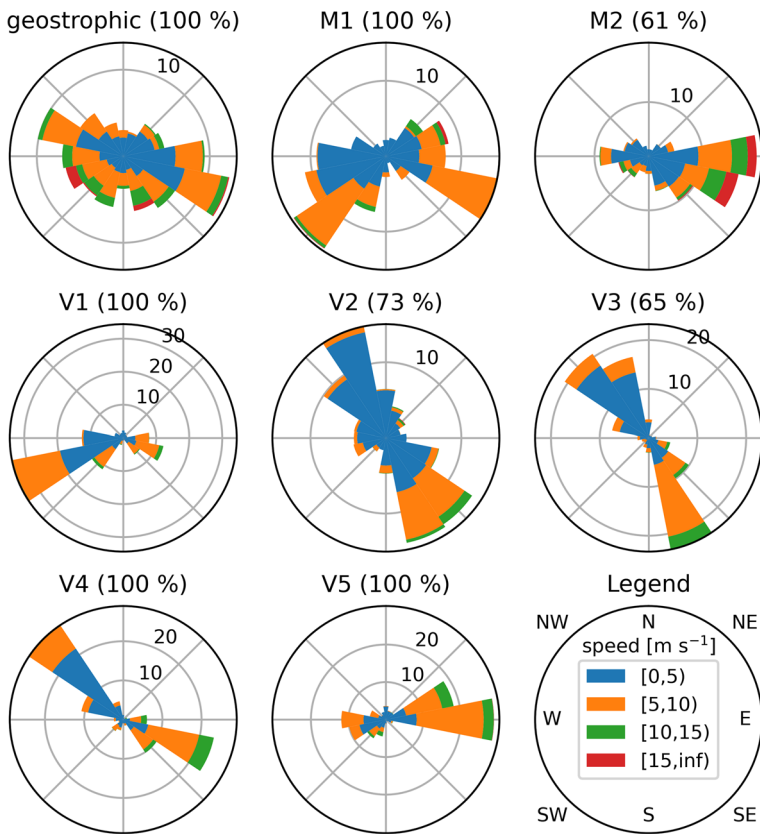 geostrophic (100 %)
M1 (100 %)
M2 (61 %)
10
10
10
V1 (100 %)
V2 (73 %)
V3 (65 %)
30
20
10
10
20
10
V4 (100 %)
V5 (100 %)
Legend
20
10
20
10
NW
N
NE
speed [m s⁻¹]
[0,5)
[5,10)
W
E
[10,15)
[15,inf)
SW
S
SE